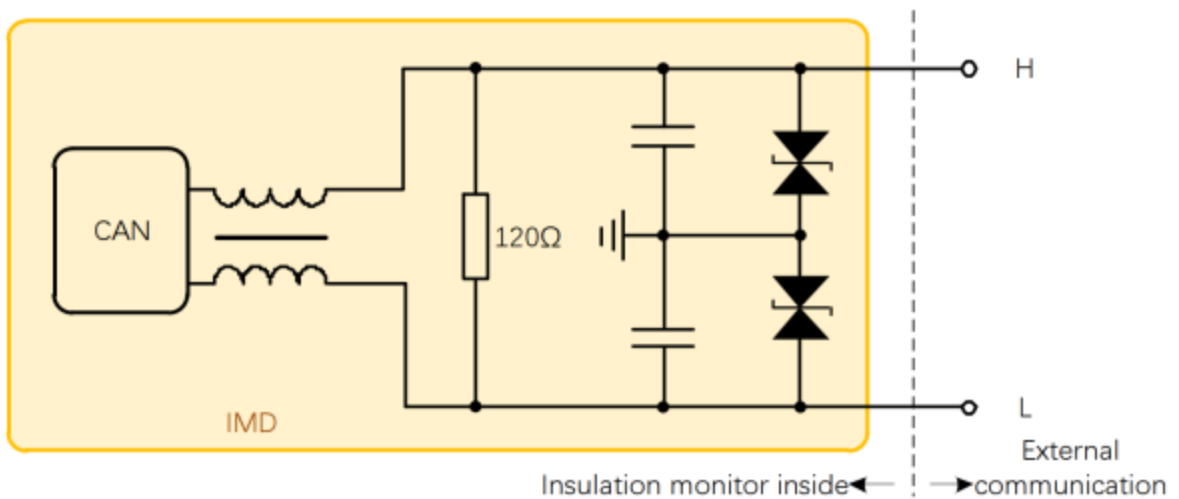 H
CAN
120Ω
IMD
L
External
Insulation monitor inside
communication